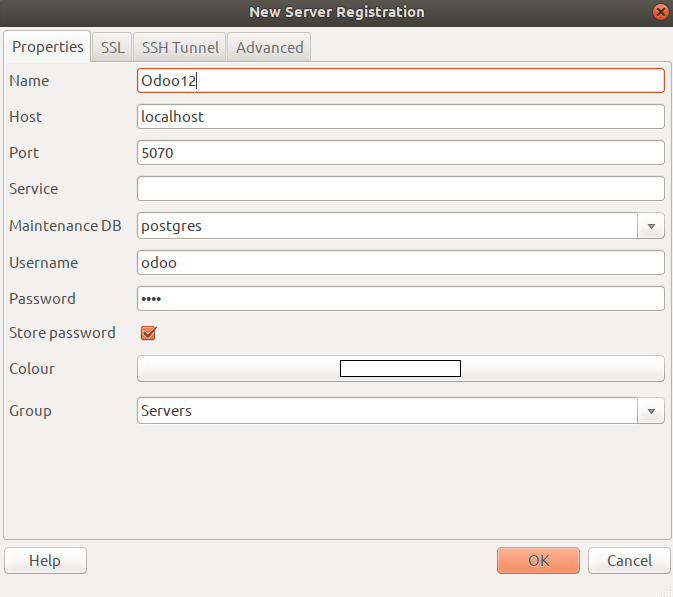 New Server Registration
Properties SSL SSH Tunnel Advanced
Name Odoo12
Host localhost
Port 5070
Service
Maintenance DB postgres
Username odoo
Password ••••
Store password
Colour
Group Servers
Help OK Cancel